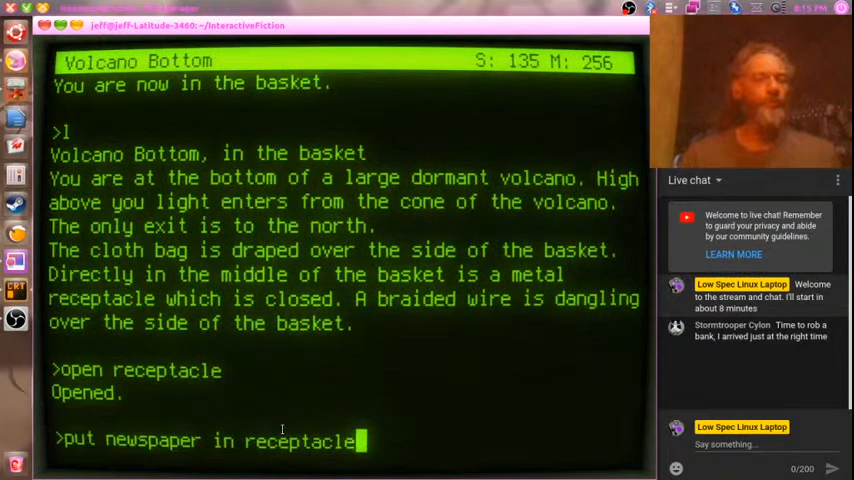 8:15 PM
jeff@jeff-Latitude-3460: ~/InteractiveFiction
Volcano Bottom S: 135 M: 256
You are now in the basket.
>l
Volcano Bottom, in the basket
You are at the bottom of a large dormant volcano. High
above you light enters from the cone of the volcano.
The only exit is to the north.
The cloth bag is draped over the side of the basket.
Directly in the middle of the basket is a metal
receptacle which is closed. A braided wire is dangling
over the side of the basket.
>open receptacle
Opened.
>put newspaper in receptacle
CRT
Live chat
Welcome to live chat! Remember
to guard your privacy and abide
by our community guidelines.
LEARN MORE
Low Spec Linux Laptop Welcome
to the stream and chat. I'll start in
about 8 minutes
Stormtrooper Cylon Time to rob a
bank, I arrived just at the right time
Low Spec Linux Laptop
Say something...
0/200